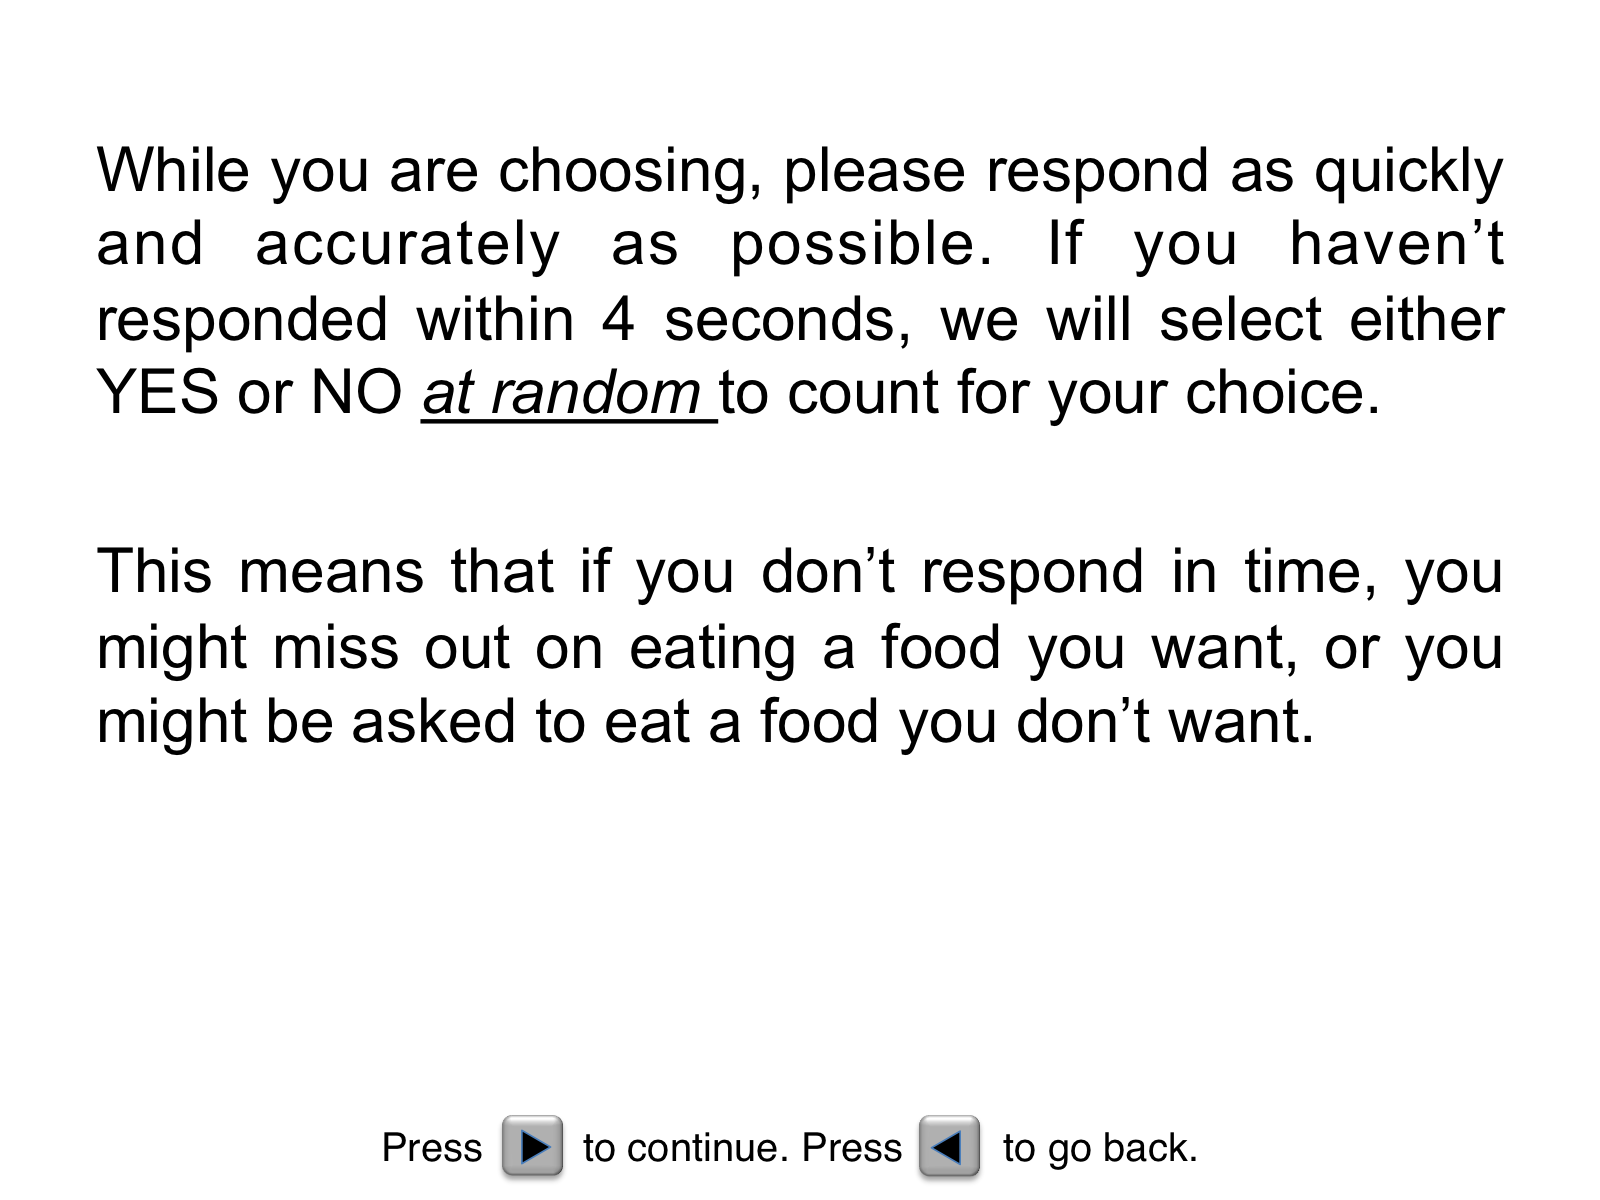 While you are choosing, please respond as quickly
and accurately as possible. If you haven’t
responded within 4 seconds, we will select either
YES or NO at random to count for your choice.
This means that if you don’t respond in time, you
might miss out on eating a food you want, or you
might be asked to eat a food you don’t want.
Press to continue. Press to go back.